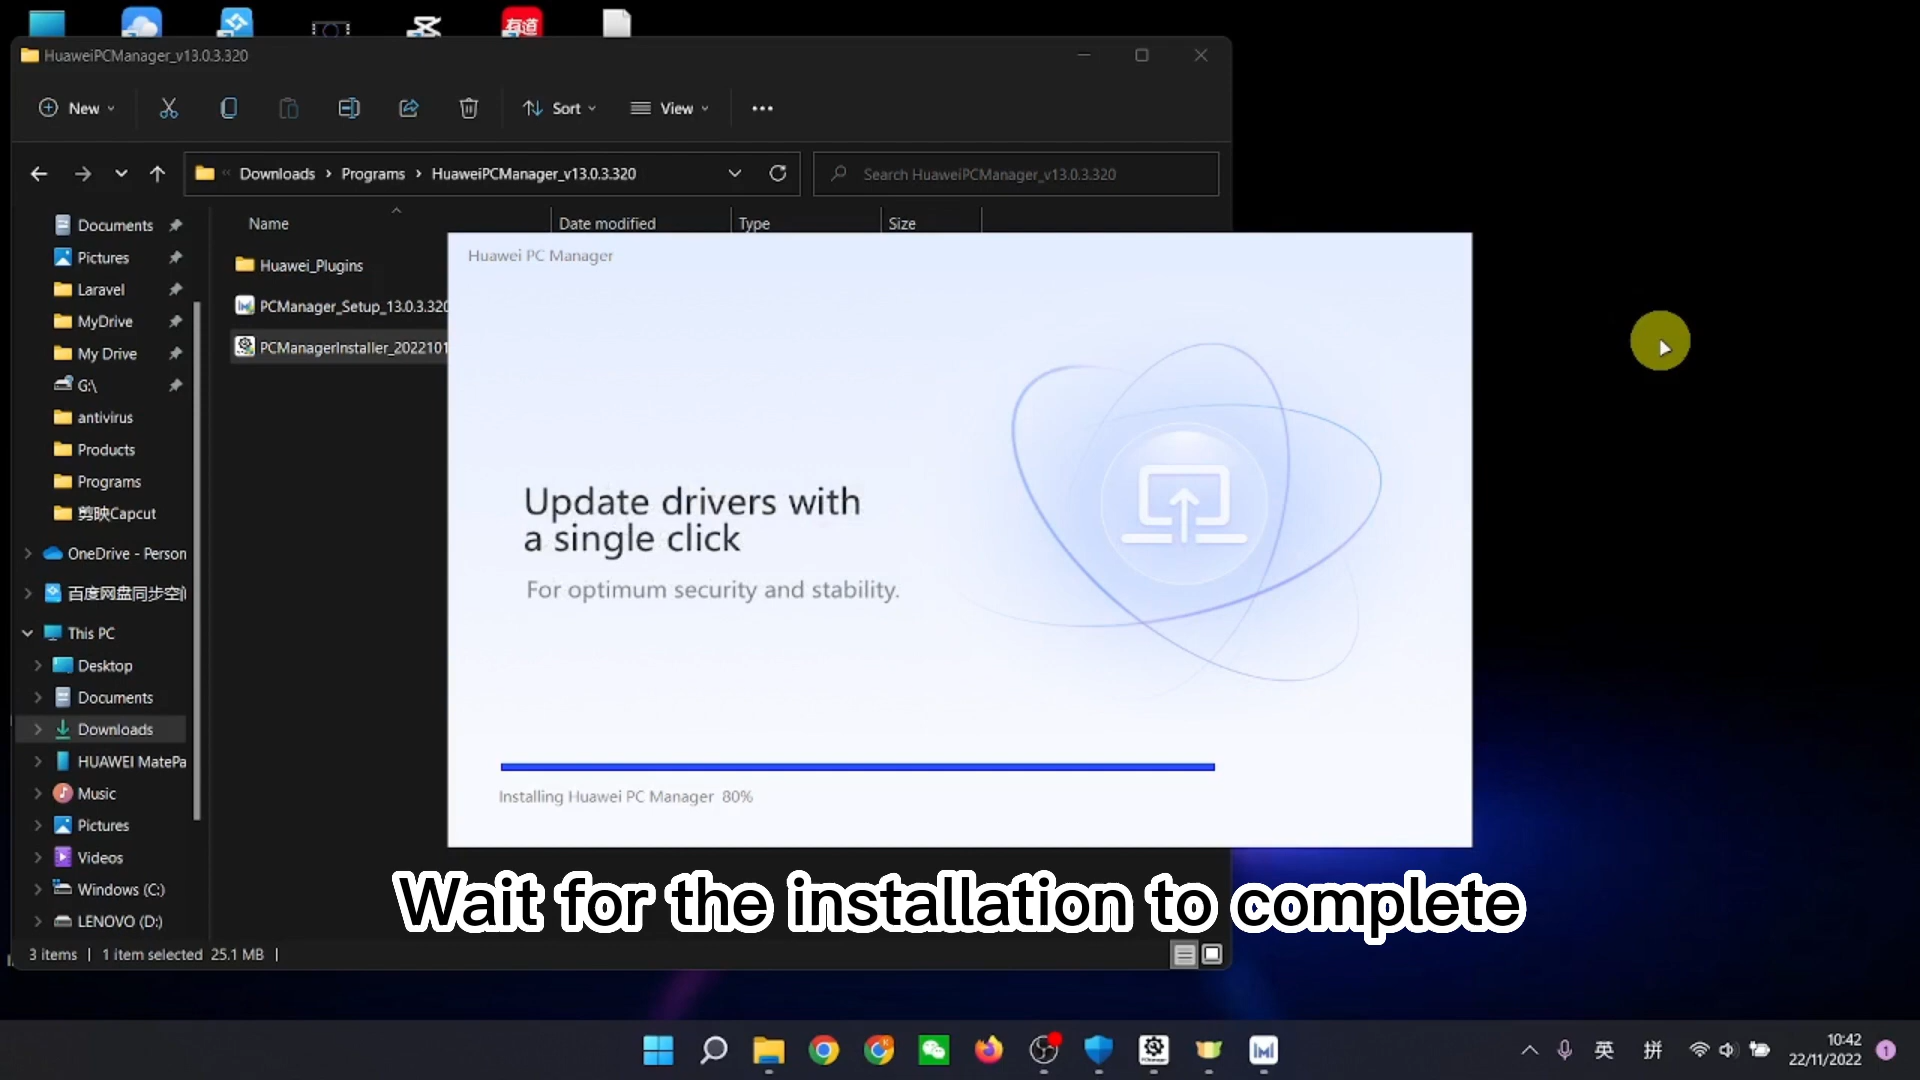 有道
HuaweiPCManager_v13.0.3.320
New
Sort
View
Downloads
Programs
HuaweiPCManager_v13.0.3.320
Search HuaweiPCManager_v13.0.3.320
Name
Date modified
Type
Size
Documents
Pictures
Laravel
MyDrive
My Drive
G:\
antivirus
Products
Programs
剪映Capcut
OneDrive - Person
百度网盘同步空间
This PC
Desktop
Documents
Downloads
HUAWEI MatePa
Music
Pictures
Videos
Windows (C:)
LENOVO (D:)
Huawei_Plugins
PCManager_Setup_13.0.3.320
PCManagerInstaller_2022101
Huawei PC Manager
Update drivers with
a single click
For optimum security and stability.
Installing Huawei PC Manager 80%
Wait for the installation to complete
3 items
1 item selected 25.1 MB
英
拼
10:42
22/11/2022
1